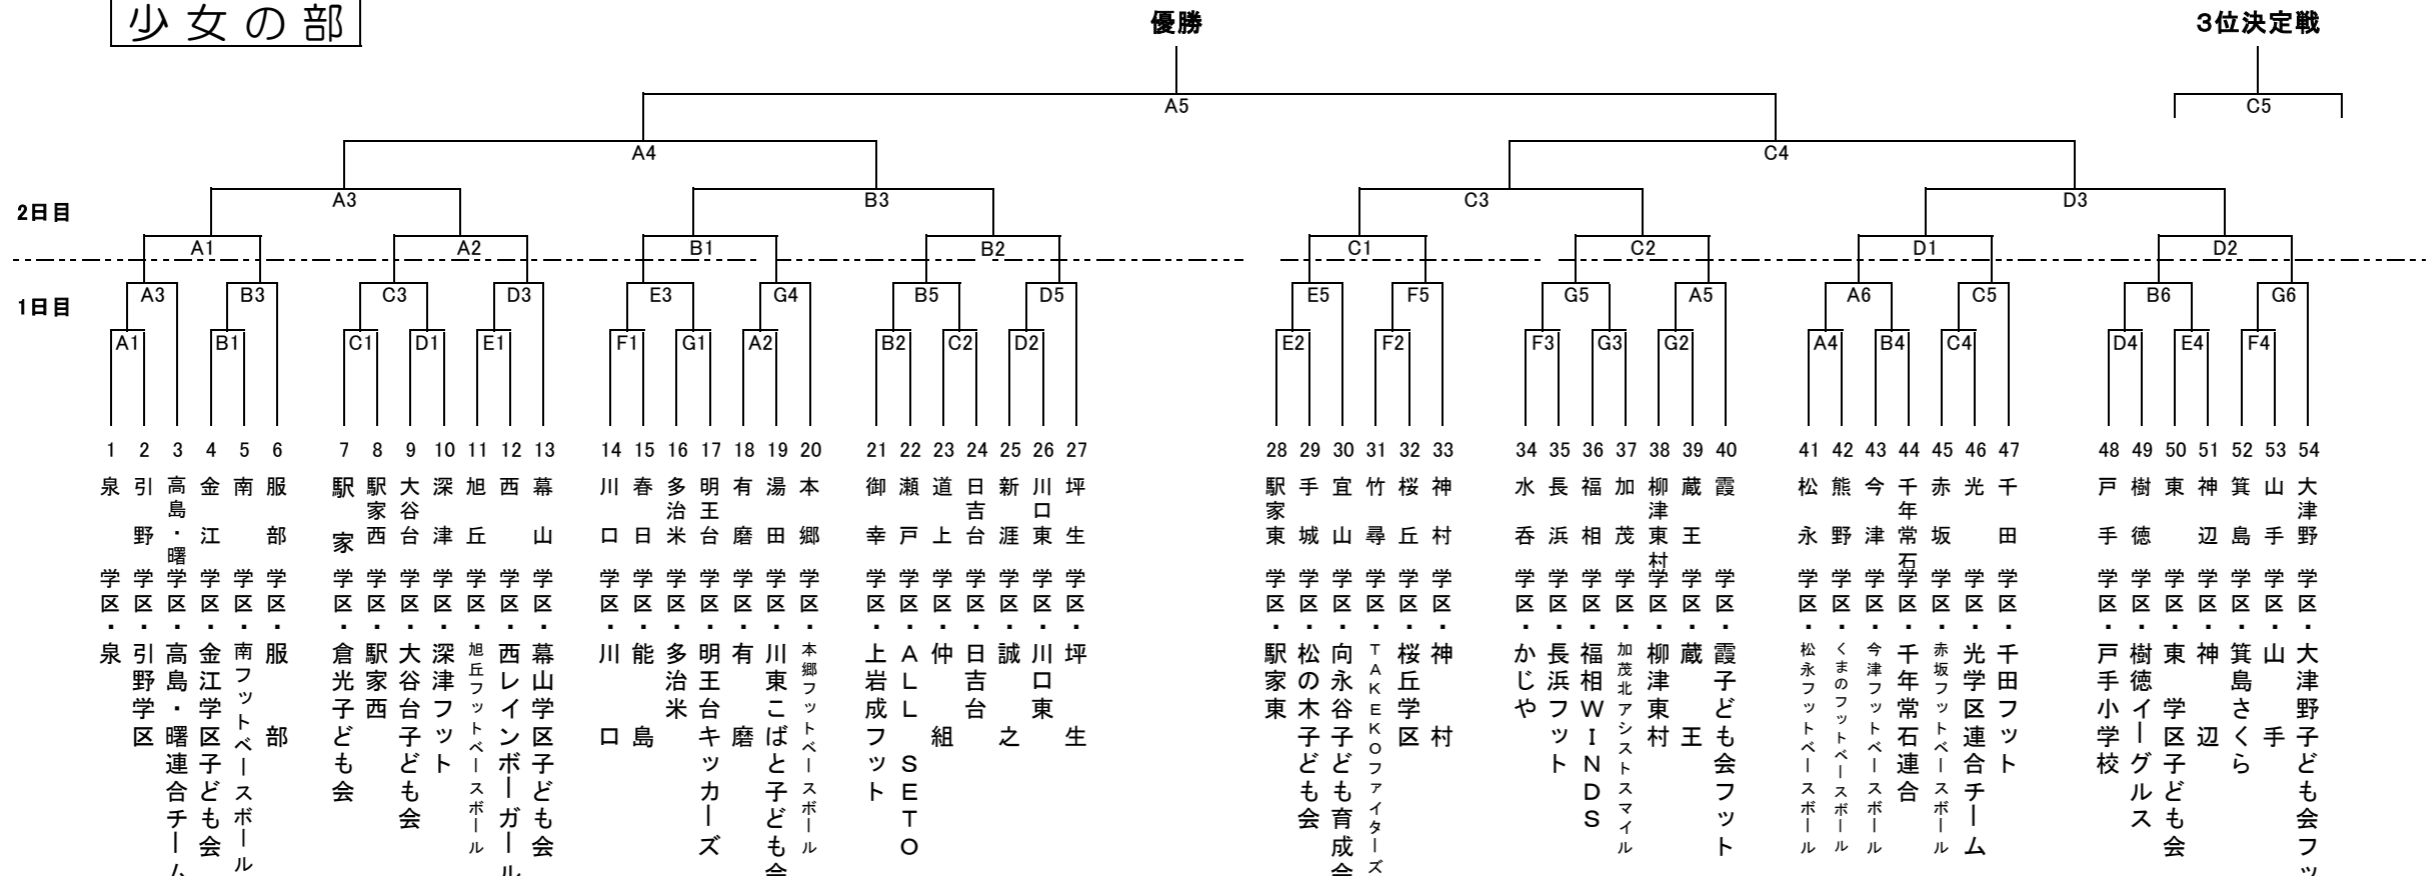 少女の部
優勝
3位決定戦
A5
C5
A4
C4
A3
B3
C3
D3
2日目
A1
A2
B1
B2
C1
C2
D1
D2
1日目
A3
B3
C3
D3
E3
G4
B5
D5
E5
F5
G5
A5
A6
C5
B6
G6
A1
B1
C1
D1
E1
F1
G1
A2
B2
C2
D2
E2
F2
F3
G3
G2
A4
B4
C4
D4
E4
F4
1 泉学区・泉
2 引野学区・引野学区
3 高島・曙学区・高島・曙連合チーム
4 金江学区・金江学区子ども会
5 南学区・南フットベースボール
6 服部学区・服部
7 駅家学区・倉光子ども会
8 駅家西学区・駅家西
9 大谷台学区・大谷台子ども会
10 深津学区・深津フット
11 旭丘学区・旭丘フットベースボール
12 西学区・西レインボーガール
13 幕山学区・幕山学区子ども会
14 川口学区・川口
15 春日学区・能島
16 多治米学区・多治米
17 明王台学区・明王台キッカーズ
18 有磨学区・有磨
19 湯田学区・川東こばと子ども会
20 本郷学区・本郷フットベースボール
21 御幸学区・上岩成フット
22 瀬戸学区・ALL SETO
23 道上学区・仲組
24 日吉台学区・日吉台
25 新涯学区・誠之
26 川口東学区・川口東
27 坪生学区・坪生
28 駅家東学区・駅家東
29 手城学区・松の木子ども会
30 宜山学区・向永谷子ども育成会
31 竹尋学区・TAKEKOファイターズ
32 桜丘学区・桜丘学区
33 神村学区・神村
34 水呑学区・かじや
35 長浜学区・長浜フット
36 福相学区・福相WINDS
37 加茂学区・加茂北アシストスマイル
38 柳津東村学区・柳津東村
39 蔵王学区・蔵王
40 霞学区・霞子ども会フット
41 松永学区・松永フットベースボール
42 熊野学区・くまのフットベースボール
43 今津学区・今津フットベースボール
44 千年常石学区・千年常石連合
45 赤坂学区・赤坂フットベースボール
46 光学区・光学区連合チーム
47 千田学区・千田フット
48 戸手学区・戸手小学校
49 樹徳学区・樹徳イーグルス
50 東学区・東学区子ども会
51 神辺学区・神辺
52 箕島学区・箕島さくら
53 山手学区・山手
54 大津野学区・大津野子ども会フッ